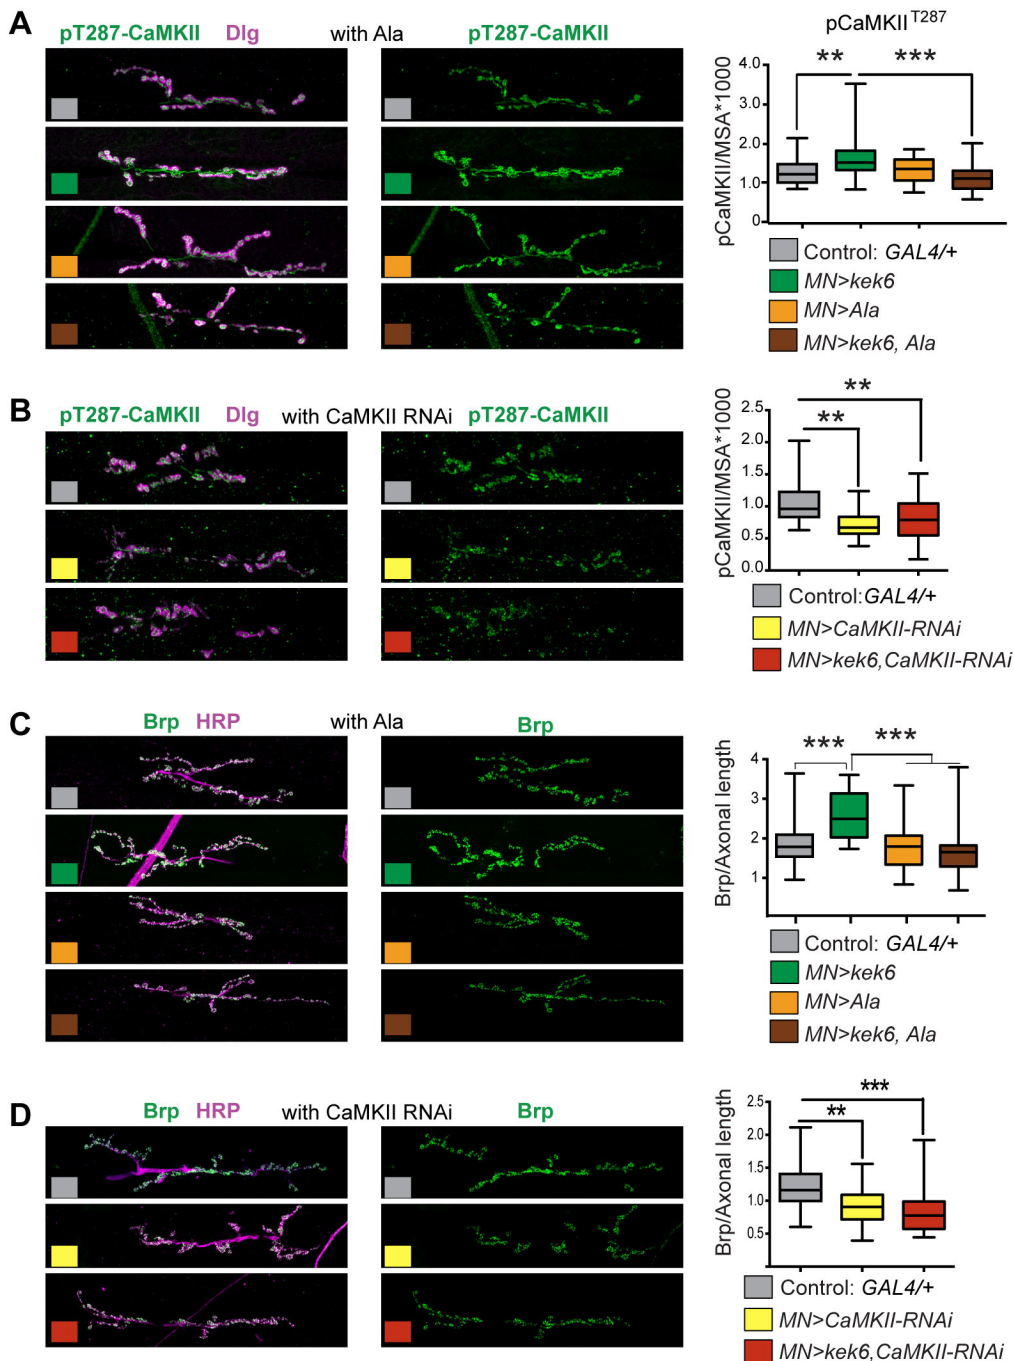 A
pT287-CaMKII Dlg with Ala pT287-CaMKII
pCaMKII^T287
** ***
pCaMKII/MSA*1000
4.0
3.0
2.0
1.0
0
Control: GAL4/+
MN>kek6
MN>Ala
MN>kek6, Ala
B
pT287-CaMKII Dlg with CaMKII RNAi pT287-CaMKII
**
**
pCaMKII/MSA*1000
2.5
2.0
1.5
1.0
0.5
0.0
Control:GAL4/+
MN>CaMKII-RNAi
MN>kek6,CaMKII-RNAi
C
Brp HRP with Ala Brp
*** ***
Brp/Axonal length
4
3
2
1
Control: GAL4/+
MN>kek6
MN>Ala
MN>kek6, Ala
D
Brp HRP with CaMKII RNAi Brp
***
**
Brp/Axonal length
2.5
2.0
1.5
1.0
0.5
Control: GAL4/+
MN>CaMKII-RNAi
MN>kek6,CaMKII-RNAi